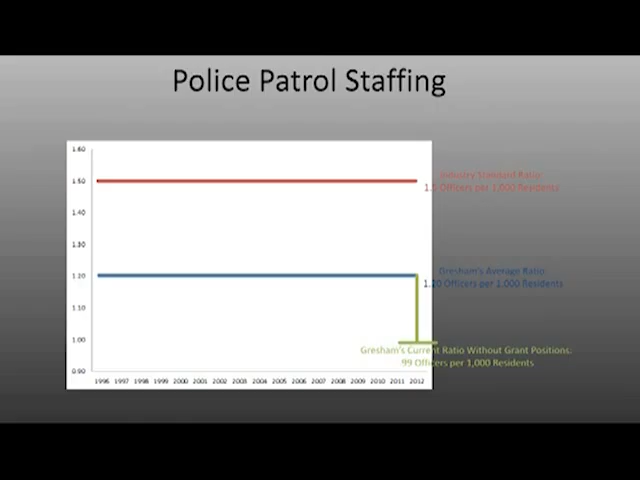 Police Patrol Staffing
1.60
1.50
1.40
1.30
1.20
1.10
1.00
0.90
1996 1997 1998 1999 2000 2001 2002 2003 2004 2005 2006 2007 2008 2009 2010 2011 2012
Industry Standard Ratio:
1.5 Officers per 1,000 Residents
Gresham's Average Ratio:
1.20 Officers per 1,000 Residents
Gresham's Current Ratio Without Grant Positions:
.99 Officers per 1,000 Residents